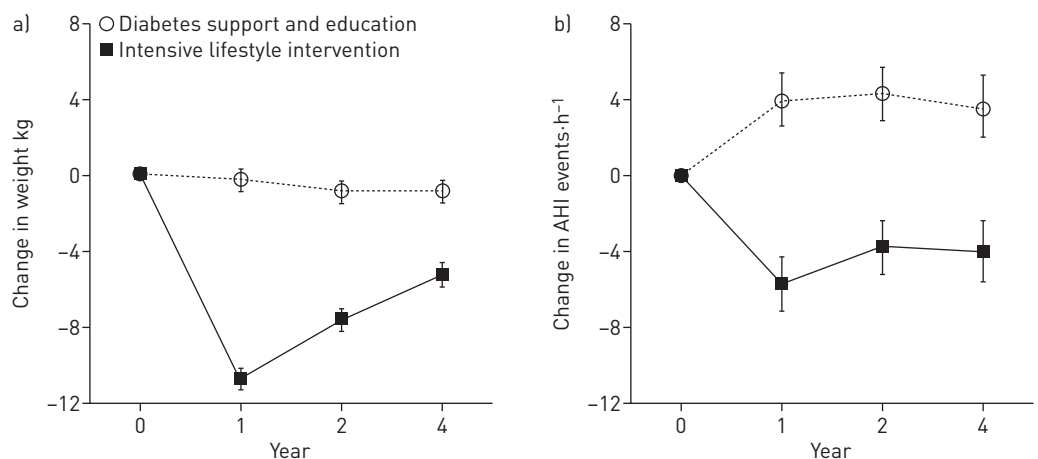 a)
Diabetes support and education
Intensive lifestyle intervention
Change in weight kg
8
4
0
−4
−8
−12
0 1 2 4
Year
b)
Change in AHI events·h⁻¹
8
4
0
−4
−8
−12
0 1 2 4
Year